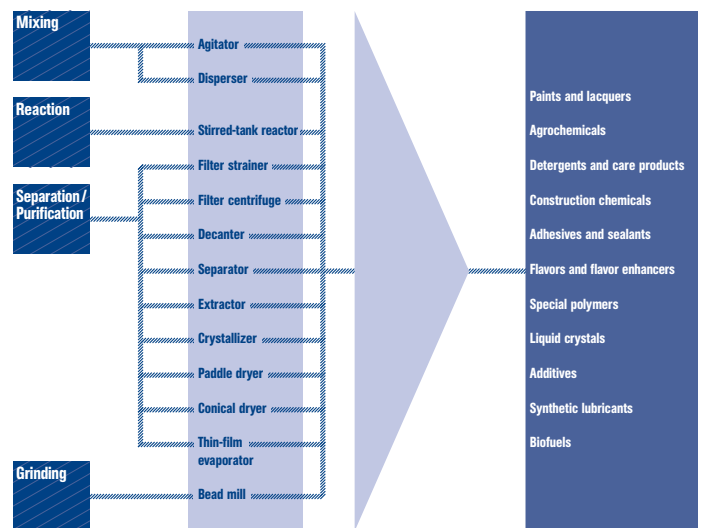 Mixing
Agitator
Disperser
Reaction
Stirred-tank reactor
Separation /
Purification
Filter strainer
Filter centrifuge
Decanter
Separator
Extractor
Crystallizer
Paddle dryer
Conical dryer
Thin-film
evaporator
Grinding
Bead mill
Paints and lacquers
Agrochemicals
Detergents and care products
Construction chemicals
Adhesives and sealants
Flavors and flavor enhancers
Special polymers
Liquid crystals
Additives
Synthetic lubricants
Biofuels